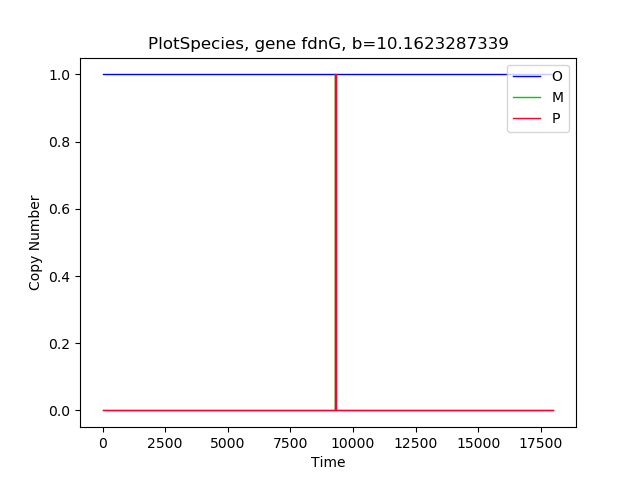 PlotSpecies, gene fdnG, b=10.1623287339
1.0
0.8
0.6
0.4
0.2
0.0
Copy Number
O
M
P
0 2500 5000 7500 10000 12500 15000 17500
Time